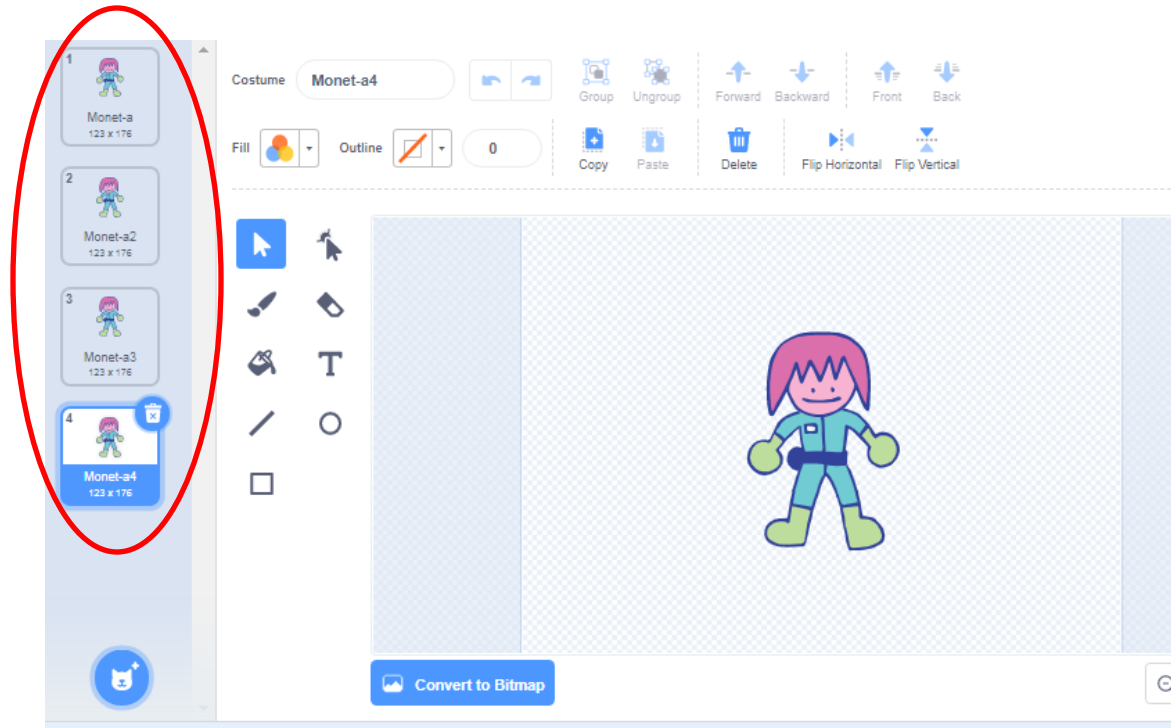 1
Monet-a
123 x 176
2
Monet-a2
123 x 176
3
Monet-a3
123 x 176
4
Monet-a4
123 x 176
Costume Monet-a4
Group Ungroup Forward Backward Front Back
Fill Outline 0
Copy Paste Delete Flip Horizontal Flip Vertical
T
Convert to Bitmap